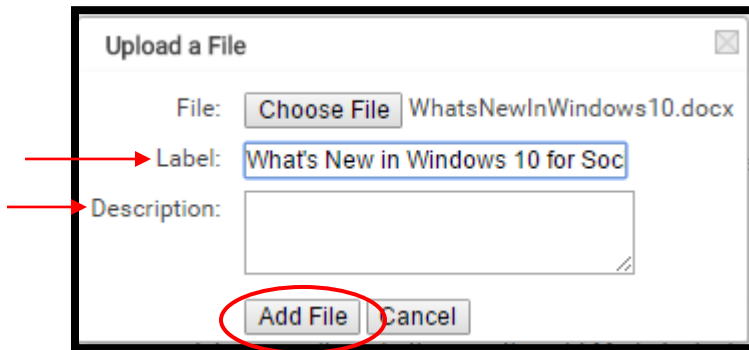 Upload a File
File: Choose File WhatsNewInWindows10.docx
Label: What's New in Windows 10 for Soc
Description:
Add File Cancel